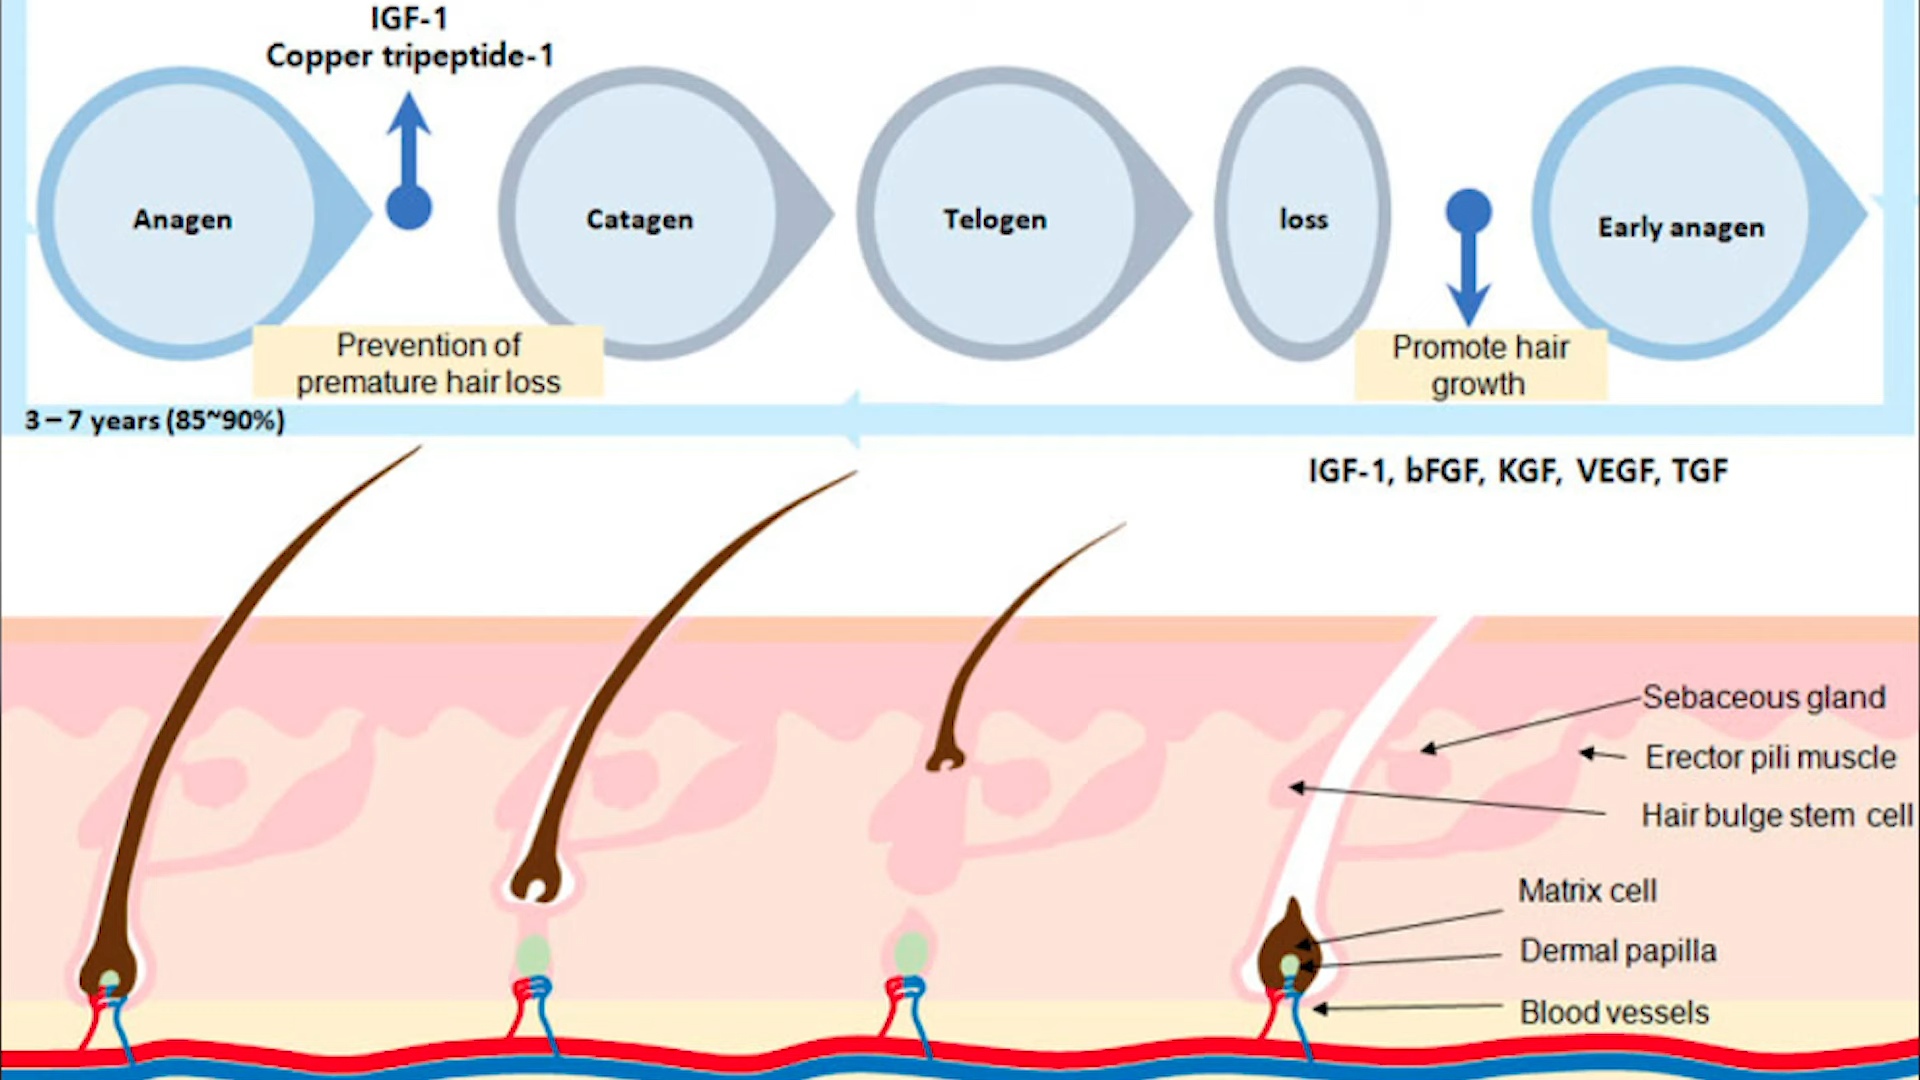 IGF-1
Copper tripeptide-1
Anagen
Catagen
Telogen
loss
Early anagen
Prevention of
premature hair loss
Promote hair
growth
3 – 7 years (85~90%)
IGF-1, bFGF, KGF, VEGF, TGF
Sebaceous gland
Erector pili muscle
Hair bulge stem cell
Matrix cell
Dermal papilla
Blood vessels